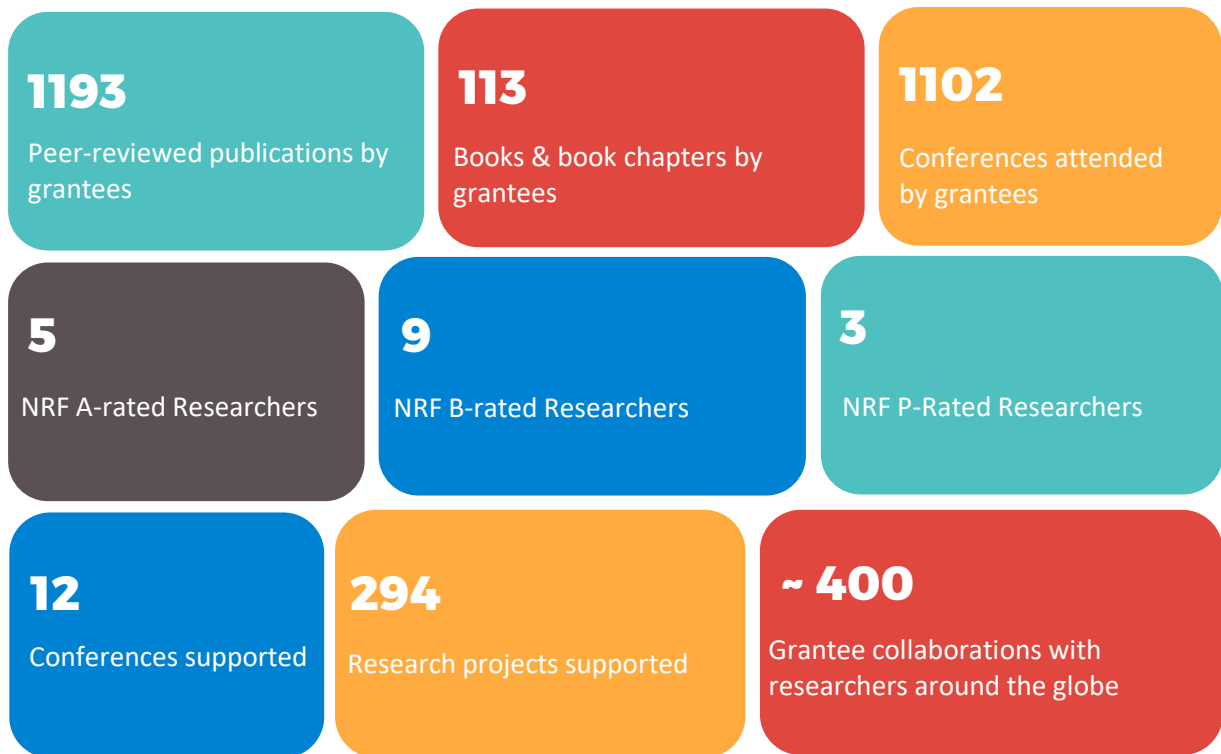 1193
Peer-reviewed publications by
grantees
113
Books & book chapters by
grantees
1102
Conferences attended
by grantees
5
NRF A-rated Researchers
9
NRF B-rated Researchers
3
NRF P-Rated Researchers
12
Conferences supported
294
Research projects supported
~ 400
Grantee collaborations with
researchers around the globe